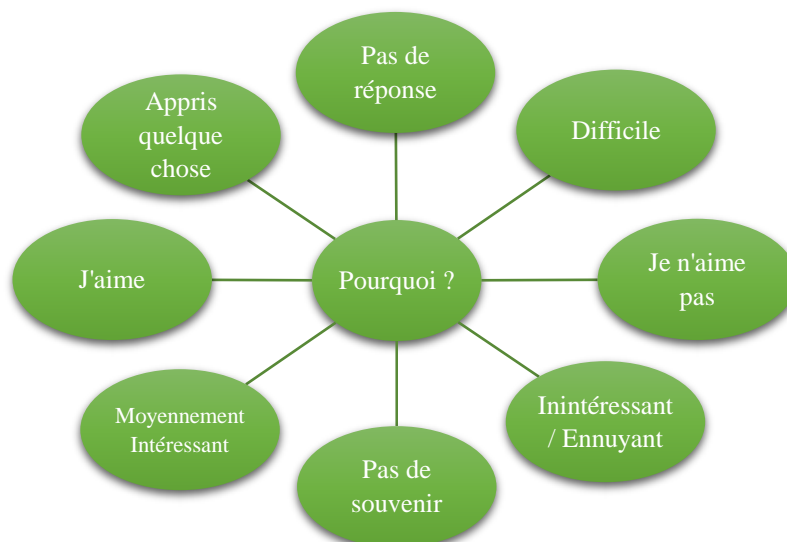 Pas de
réponse
Appris
quelque
chose
Difficile
J'aime
Pourquoi ?
Je n'aime
pas
Moyennement
Intéressant
Inintéressant
/ Ennuyant
Pas de
souvenir